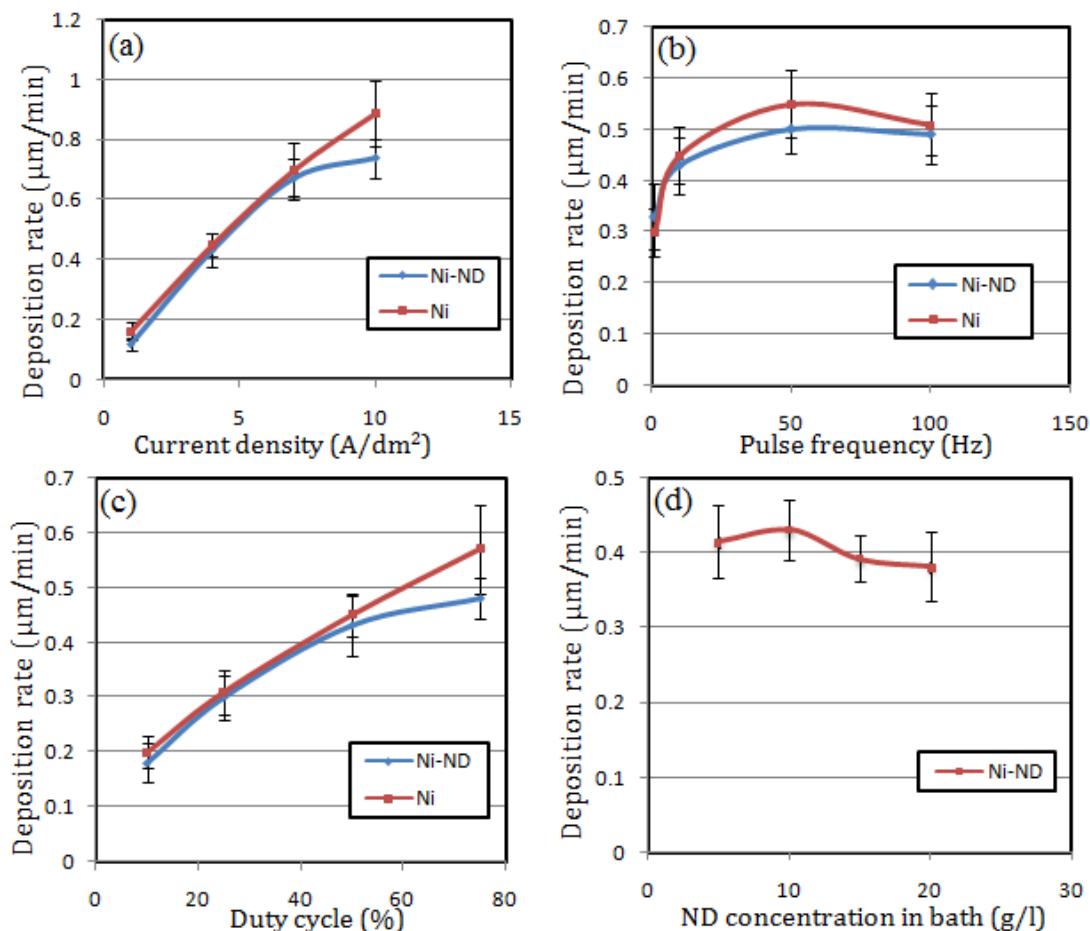 (a)
Deposition rate (μm/min)
1.2
1
0.8
0.6
0.4
0.2
0
0 5 10 15
Current density (A/dm²)
Ni-ND
Ni
(b)
Deposition rate (μm/min)
0.7
0.6
0.5
0.4
0.3
0.2
0.1
0
0 50 100 150
Pulse frequency (Hz)
Ni-ND
Ni
(c)
Deposition rate (μm/min)
0.7
0.6
0.5
0.4
0.3
0.2
0.1
0
0 20 40 60 80
Duty cycle (%)
Ni-ND
Ni
(d)
Deposition rate (μm/min)
0.5
0.4
0.3
0.2
0.1
0
0 10 20 30
ND concentration in bath (g/l)
Ni-ND